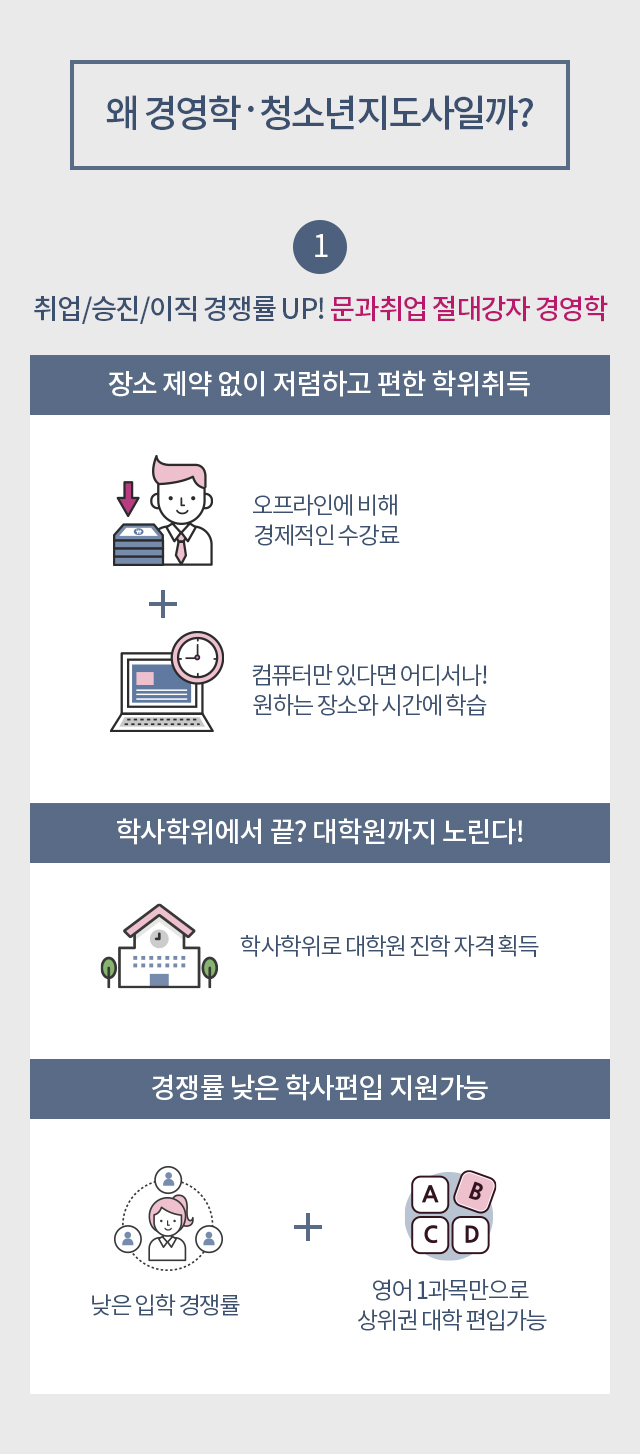 왜 경영학·청소년지도사일까?
1
취업/승진/이직 경쟁률 UP! 문과취업 절대강자 경영학
장소 제약 없이 저렴하고 편한 학위취득
오프라인에 비해
경제적인 수강료
컴퓨터만 있다면 어디서나!
원하는 장소와 시간에 학습
학사학위에서 끝? 대학원까지 노린다!
학사학위로 대학원 진학 자격 획득
경쟁률 낮은 학사편입 지원가능
A B
C D
낮은 입학 경쟁률
영어 1과목만으로
상위권 대학 편입가능